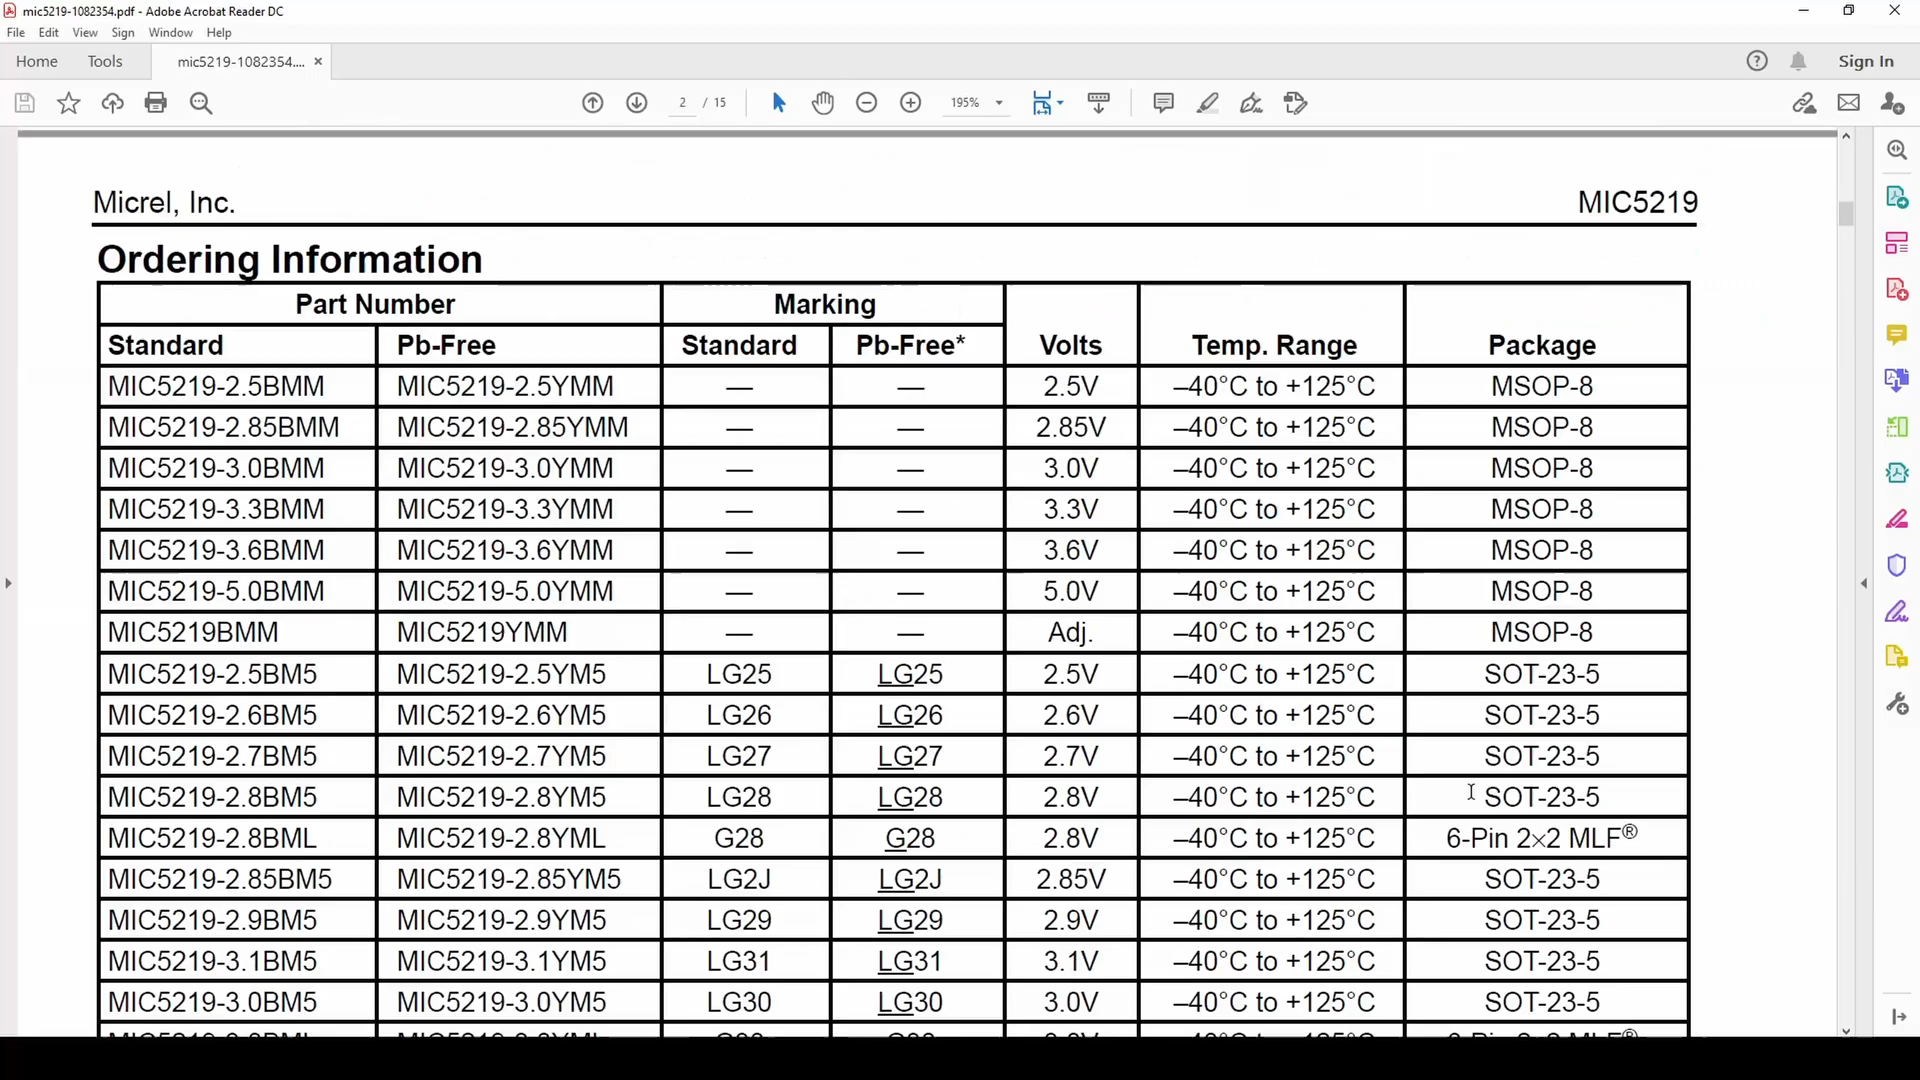 mic5219-1082354.pdf - Adobe Acrobat Reader DC
File Edit View Sign Window Help
Home Tools mic5219-1082354.... × Sign In
2 / 15 195%
Micrel, Inc. MIC5219
Ordering Information
Part Number Marking
Standard Pb-Free Standard Pb-Free* Volts Temp. Range Package
MIC5219-2.5BMM MIC5219-2.5YMM — — 2.5V –40°C to +125°C MSOP-8
MIC5219-2.85BMM MIC5219-2.85YMM — — 2.85V –40°C to +125°C MSOP-8
MIC5219-3.0BMM MIC5219-3.0YMM — — 3.0V –40°C to +125°C MSOP-8
MIC5219-3.3BMM MIC5219-3.3YMM — — 3.3V –40°C to +125°C MSOP-8
MIC5219-3.6BMM MIC5219-3.6YMM — — 3.6V –40°C to +125°C MSOP-8
MIC5219-5.0BMM MIC5219-5.0YMM — — 5.0V –40°C to +125°C MSOP-8
MIC5219BMM MIC5219YMM — — Adj. –40°C to +125°C MSOP-8
MIC5219-2.5BM5 MIC5219-2.5YM5 LG25 LG25 2.5V –40°C to +125°C SOT-23-5
MIC5219-2.6BM5 MIC5219-2.6YM5 LG26 LG26 2.6V –40°C to +125°C SOT-23-5
MIC5219-2.7BM5 MIC5219-2.7YM5 LG27 LG27 2.7V –40°C to +125°C SOT-23-5
MIC5219-2.8BM5 MIC5219-2.8YM5 LG28 LG28 2.8V –40°C to +125°C SOT-23-5
MIC5219-2.8BML MIC5219-2.8YML G28 G28 2.8V –40°C to +125°C 6-Pin 2×2 MLF®
MIC5219-2.85BM5 MIC5219-2.85YM5 LG2J LG2J 2.85V –40°C to +125°C SOT-23-5
MIC5219-2.9BM5 MIC5219-2.9YM5 LG29 LG29 2.9V –40°C to +125°C SOT-23-5
MIC5219-3.1BM5 MIC5219-3.1YM5 LG31 LG31 3.1V –40°C to +125°C SOT-23-5
MIC5219-3.0BM5 MIC5219-3.0YM5 LG30 LG30 3.0V –40°C to +125°C SOT-23-5